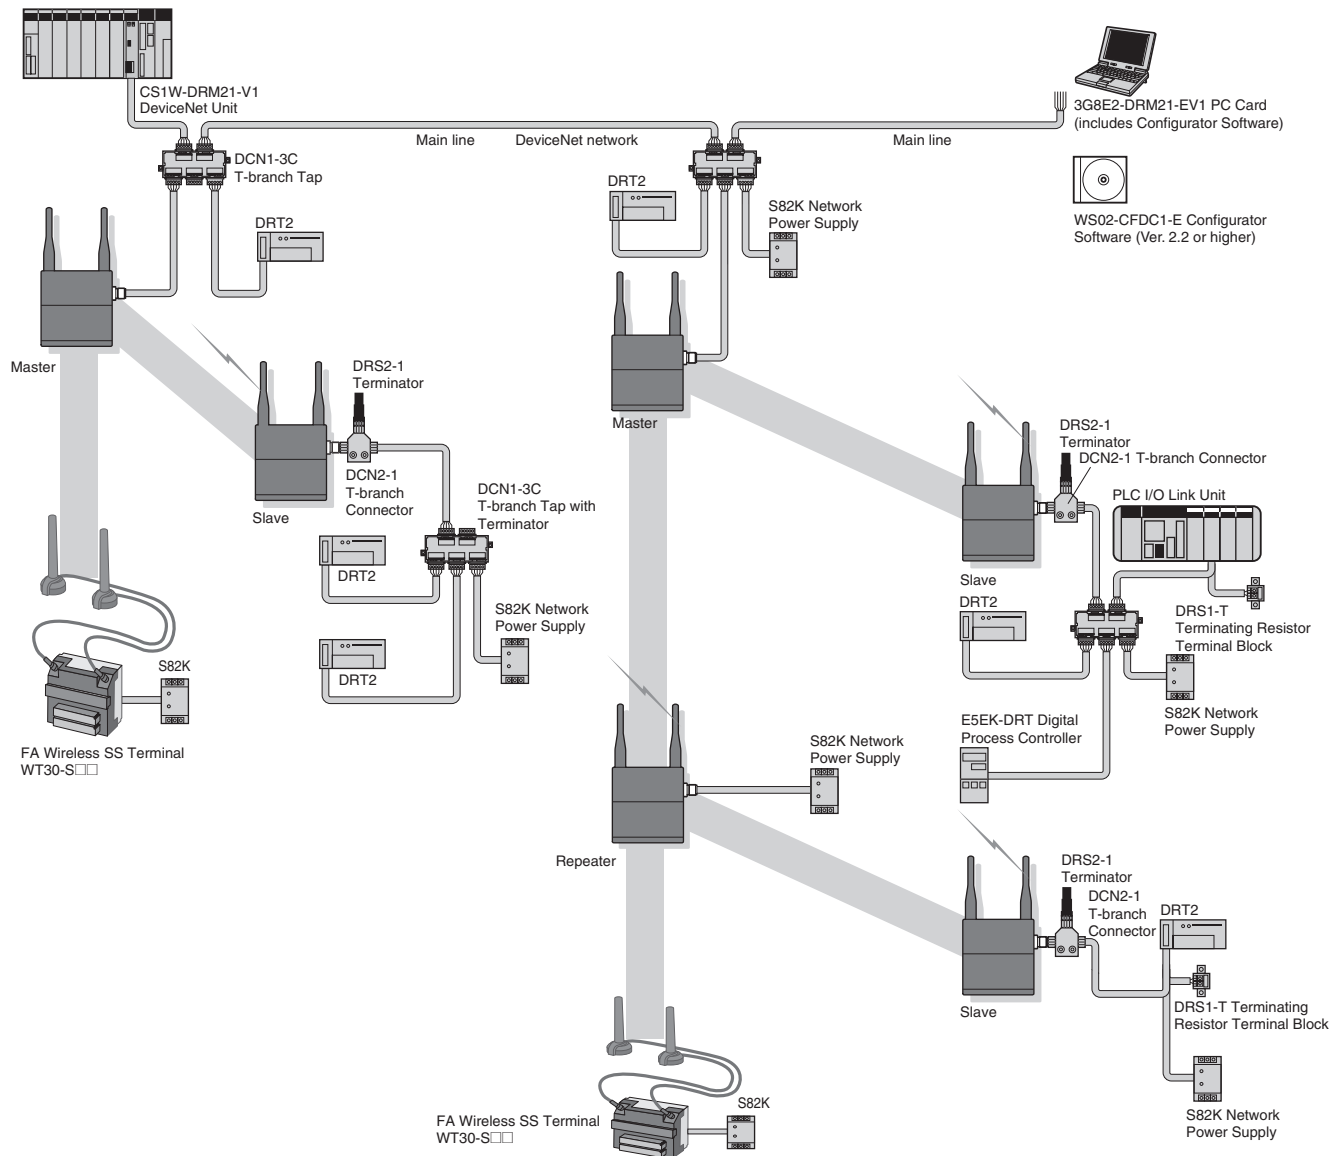 CS1W-DRM21-V1
DeviceNet Unit
3G8E2-DRM21-EV1 PC Card
(includes Configurator Software)
Main line
DeviceNet network
Main line
DCN1-3C
T-branch Tap
DRT2
S82K Network
Power Supply
WS02-CFDC1-E Configurator
Software (Ver. 2.2 or higher)
DRT2
Master
DRS2-1
Terminator
Master
DRS2-1
Terminator
DCN2-1 T-branch Connector
DCN2-1
T-branch
Connector
DCN1-3C
T-branch Tap with
Terminator
PLC I/O Link Unit
Slave
DRT2
Slave
DRT2
DRS1-T
Terminating Resistor
Terminal Block
S82K Network
Power Supply
S82K
DRT2
S82K Network
Power Supply
E5EK-DRT Digital
Process Controller
FA Wireless SS Terminal
WT30-S□□
S82K Network
Power Supply
Repeater
DRS2-1
Terminator
DCN2-1
T-branch
Connector
DRT2
Slave
DRS1-T Terminating
Resistor Terminal Block
S82K
FA Wireless SS Terminal
WT30-S□□
S82K Network
Power Supply